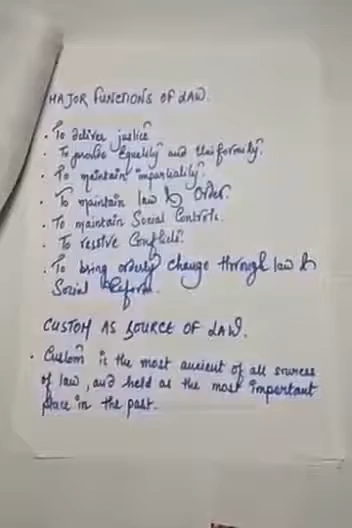 MAJOR FUNCTIONS OF LAW.
• To deliver justice
• To provide Equality and Uniformity.
• To maintain impartiality.
• To maintain law & Order.
• To maintain Social Control.
• To resolve Conflicts.
• To bring orderly change through law &
Social Reform.
CUSTOM AS SOURCE OF LAW.
• Custom is the most ancient of all sources
of law, and held as the most important
place in the past.